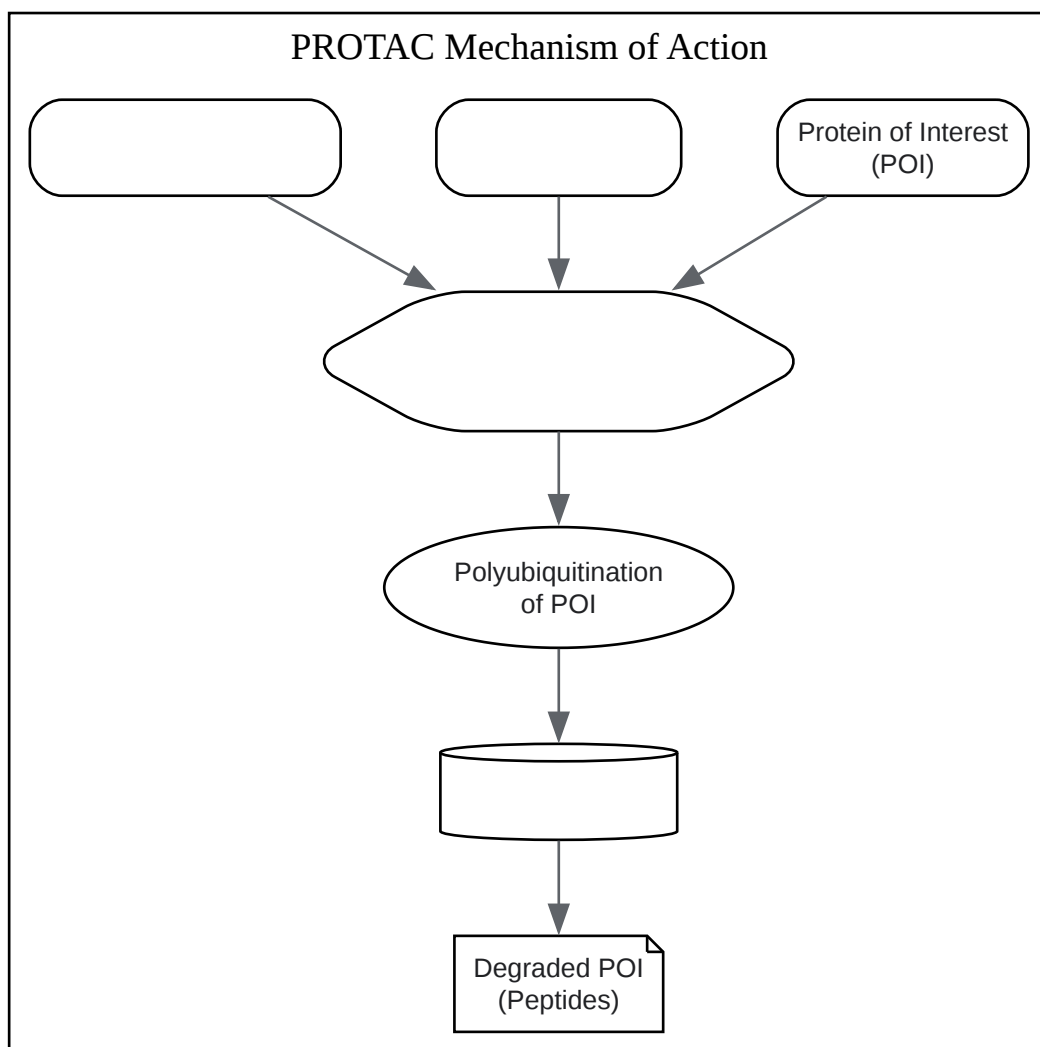 PROTAC Mechanism of Action
Protein of Interest
(POI)
Polyubiquitination
of POI
Degraded POI
(Peptides)